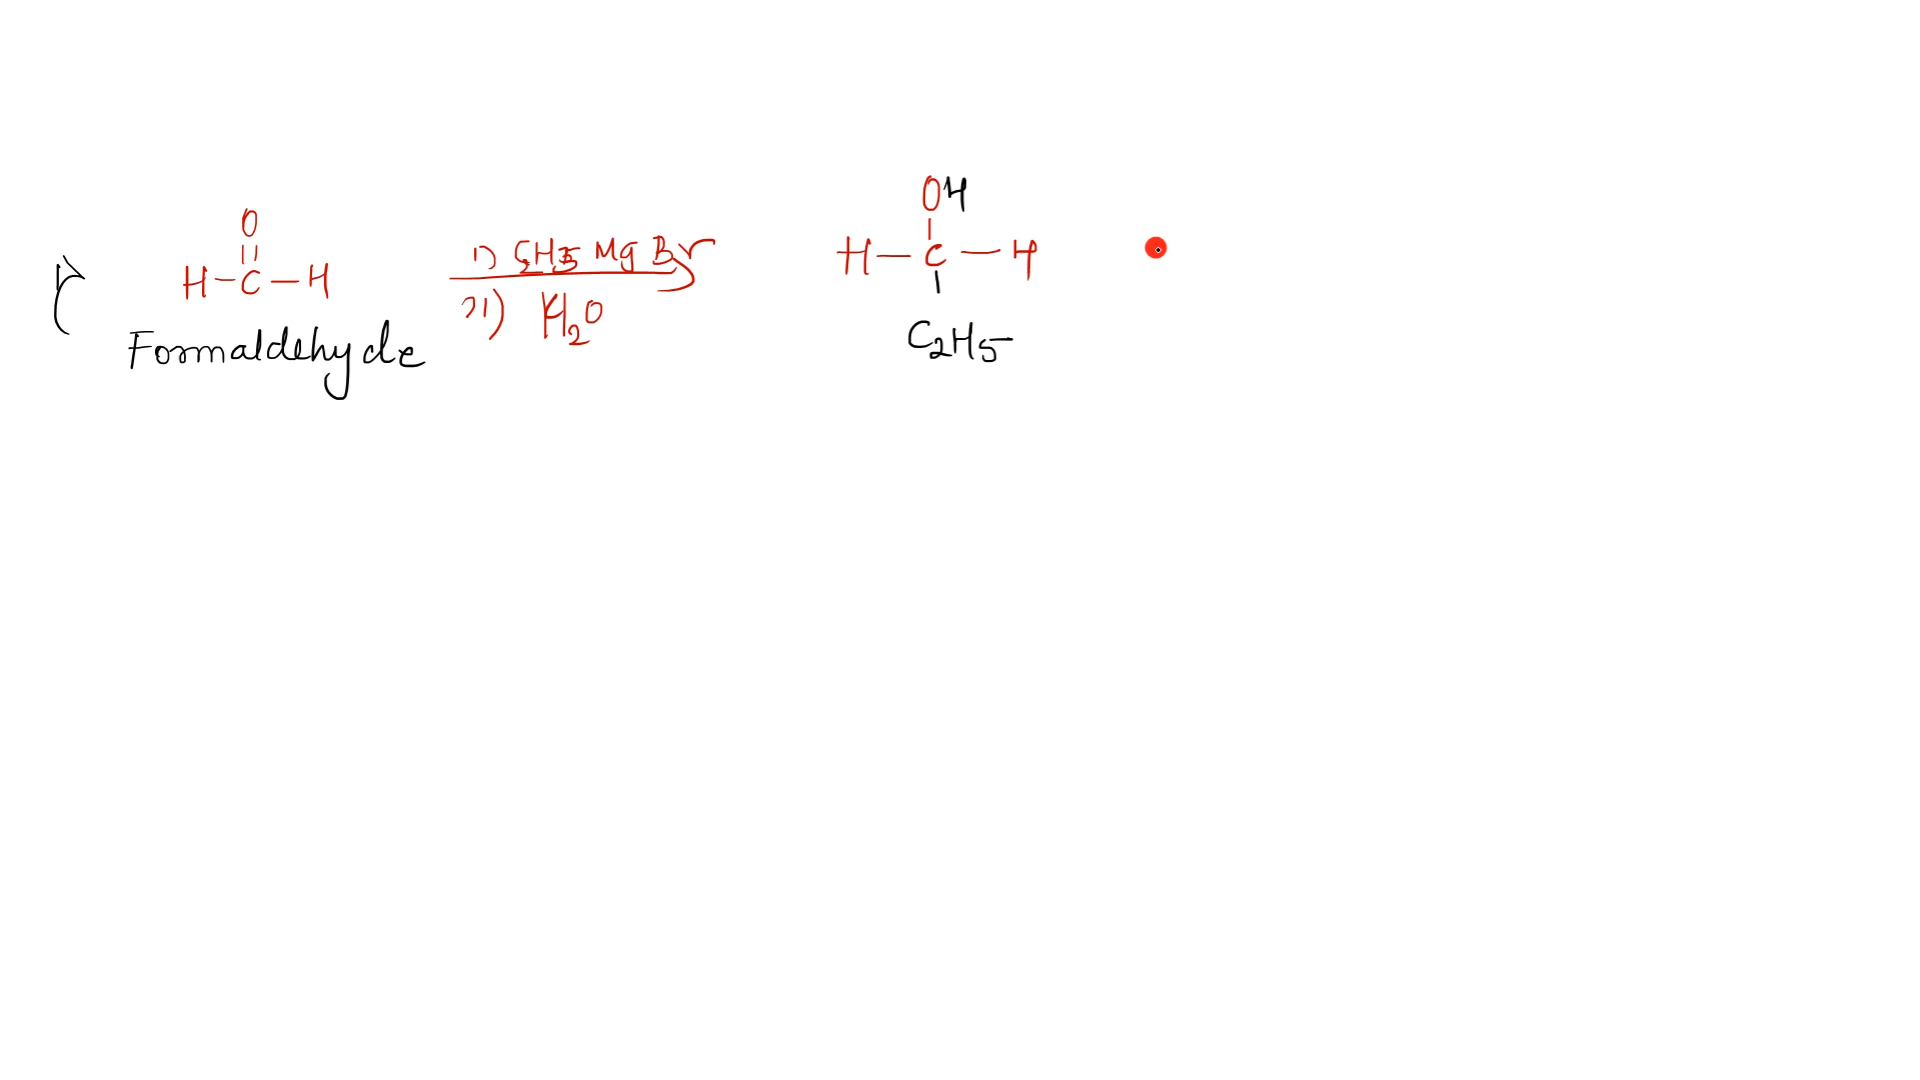 O
||
H-C-H
Formaldehyde
1) C2H5 MgBr
2) H2O
OH
|
H-C-H
|
C2H5